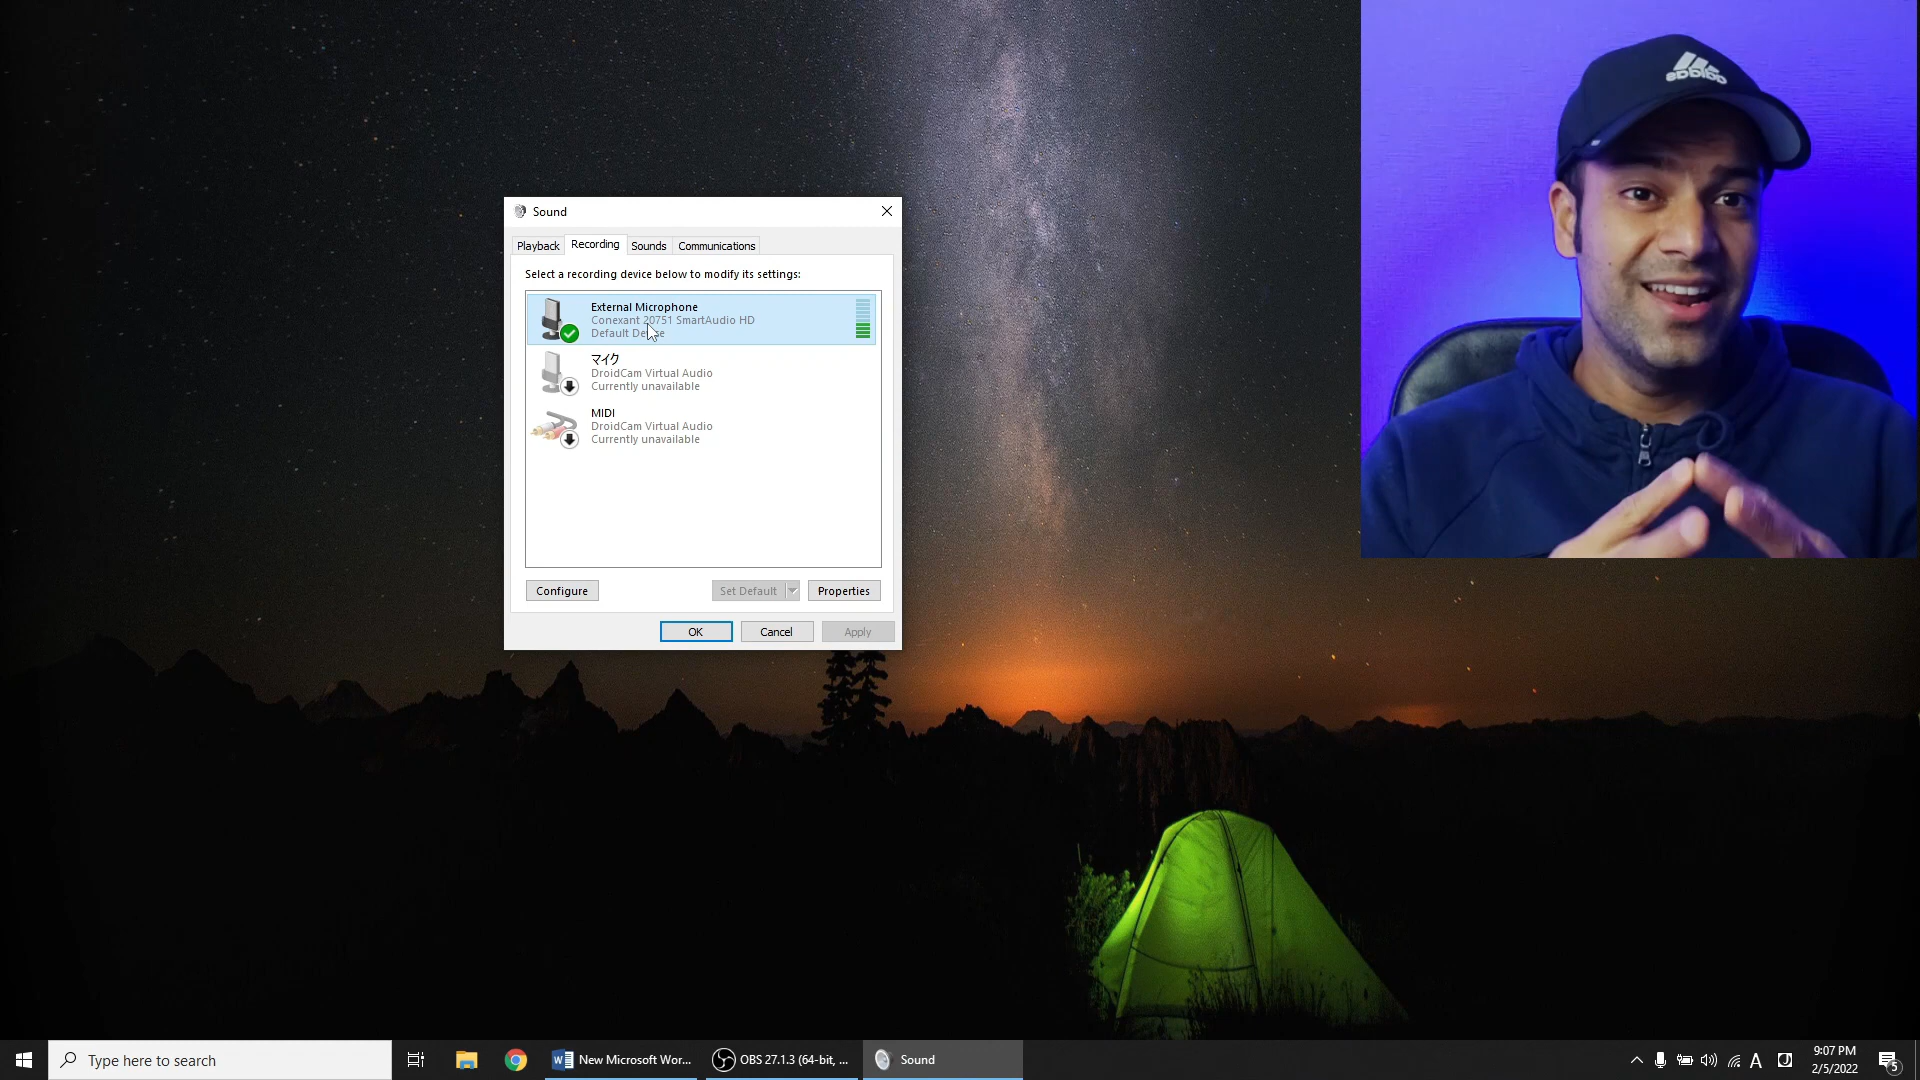 adidas
Sound
Playback
Recording
Sounds
Communications
Select a recording device below to modify its settings:
External Microphone
Conexant 20751 SmartAudio HD
マイク
DroidCam Virtual Audio
Currently unavailable
MIDI
DroidCam Virtual Audio
Currently unavailable
Configure
Set Default
Properties
OK
Cancel
Apply
Type here to search
New Microsoft Wor...
OBS 27.1.3 (64-bit, ...
Sound
A
J
9:07 PM
2/5/2022
5